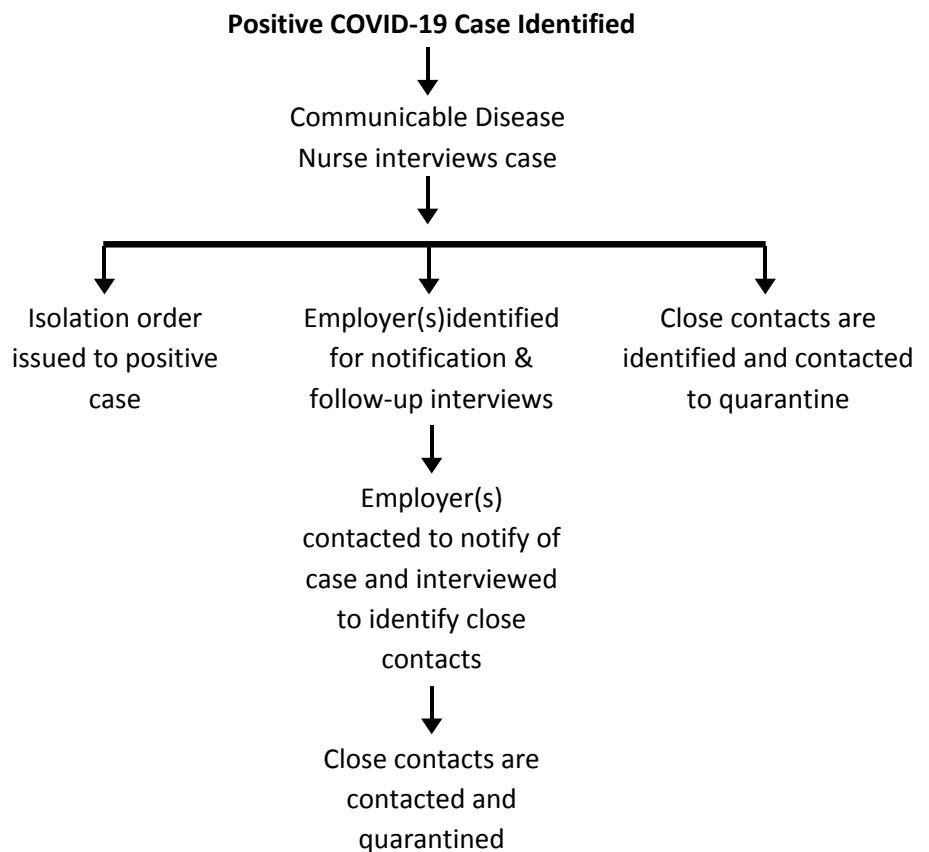 Positive COVID-19 Case Identified
Communicable Disease
Nurse interviews case
Isolation order
issued to positive
case
Employer(s)identified
for notification &
follow-up interviews
Close contacts are
identified and contacted
to quarantine
Employer(s)
contacted to notify of
case and interviewed
to identify close
contacts
Close contacts are
contacted and
quarantined